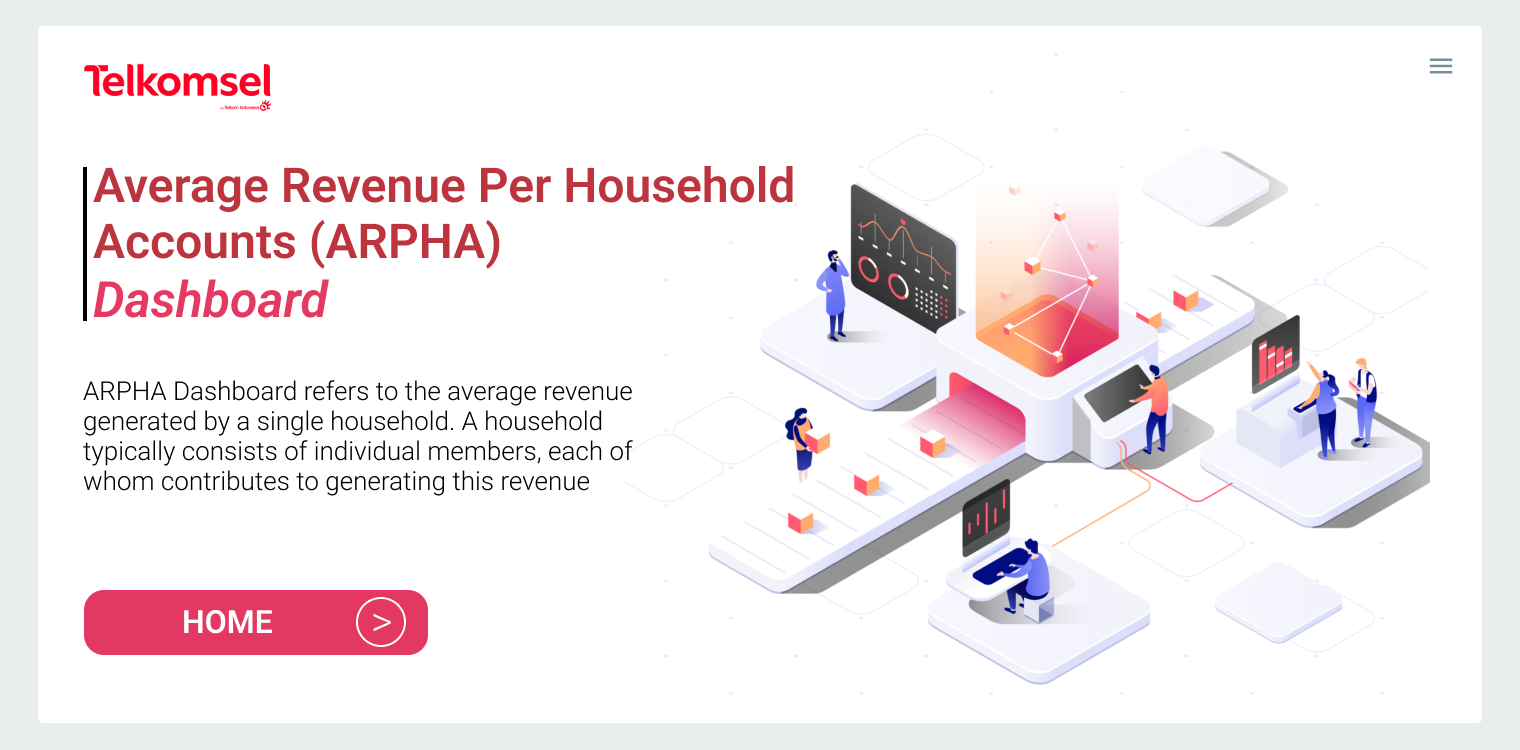 Telkomsel
by Telkom Indonesia
Average Revenue Per Household
Accounts (ARPHA)
Dashboard
ARPHA Dashboard refers to the average revenue
generated by a single household. A household
typically consists of individual members, each of
whom contributes to generating this revenue
HOME >